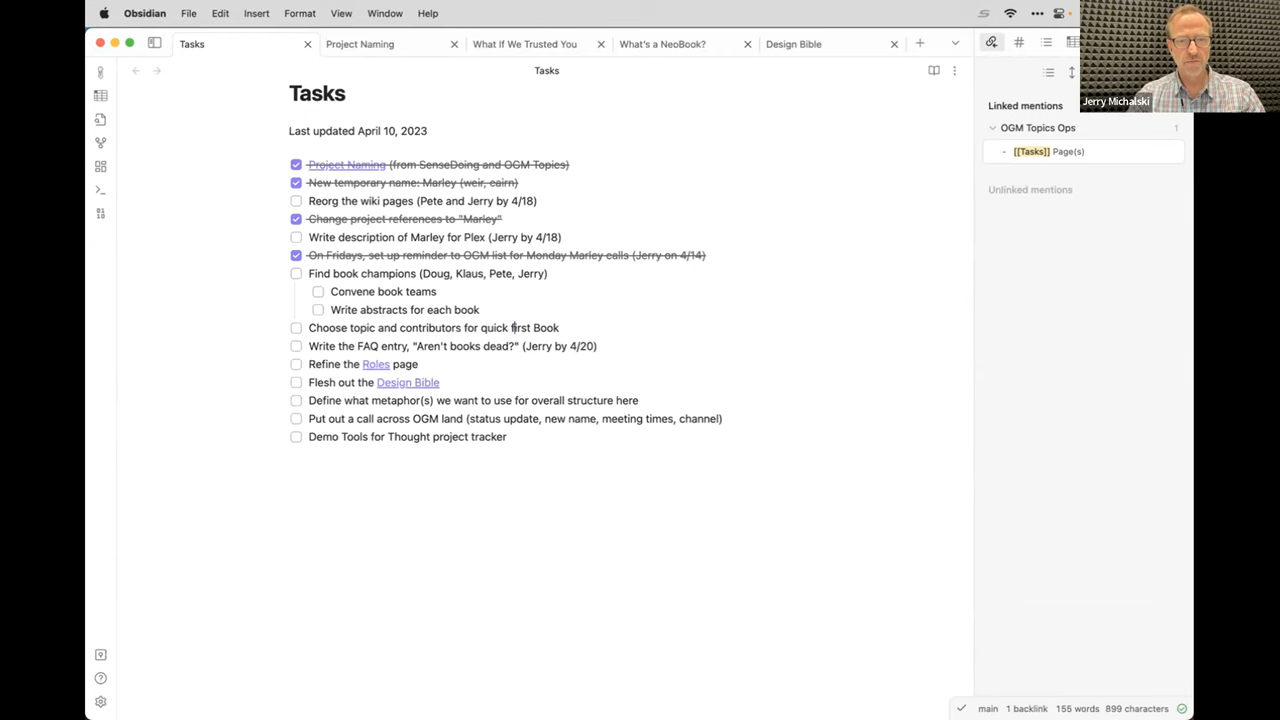 Obsidian File Edit Insert Format View Window Help
Tasks Project Naming What If We Trusted You What's a NeoBook? Design Bible
Tasks
Jerry Michalski
Tasks
Last updated April 10, 2023
Project Naming (from SenseDoing and OGM Topics)
New temporary name: Marley (weir, cairn)
Reorg the wiki pages (Pete and Jerry by 4/18)
Change project references to "Marley"
Write description of Marley for Plex (Jerry by 4/18)
On Fridays, set up reminder to OGM list for Monday Marley calls (Jerry on 4/14)
Find book champions (Doug, Klaus, Pete, Jerry)
Convene book teams
Write abstracts for each book
Choose topic and contributors for quick first Book
Write the FAQ entry, "Aren't books dead?" (Jerry by 4/20)
Refine the Roles page
Flesh out the Design Bible
Define what metaphor(s) we want to use for overall structure here
Put out a call across OGM land (status update, new name, meeting times, channel)
Demo Tools for Thought project tracker
Linked mentions
OGM Topics Ops 1
- [[Tasks]] Page(s)
Unlinked mentions
main 1 backlink 155 words 899 characters